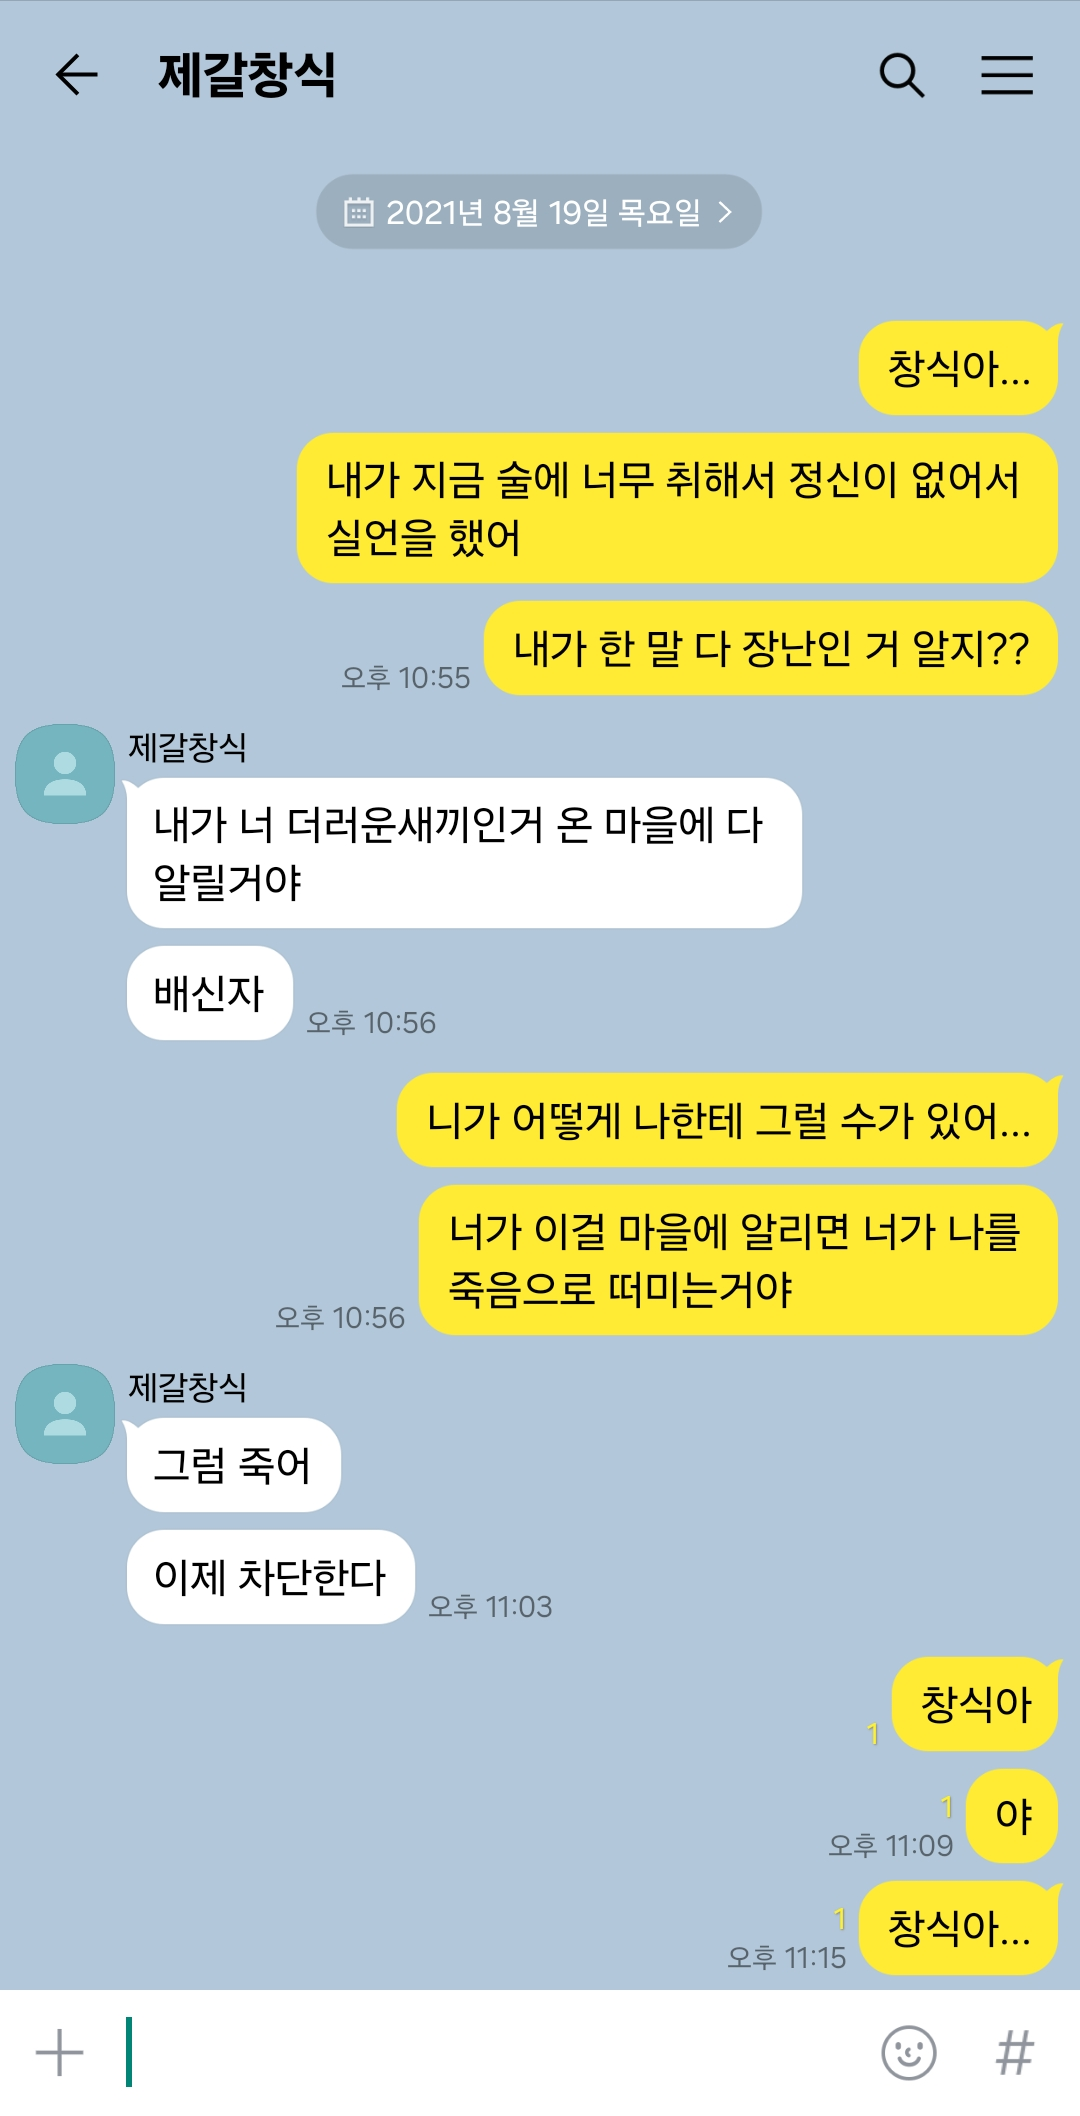 제갈창식
2021년 8월 19일 목요일
창식아...
내가 지금 술에 너무 취해서 정신이 없어서
실언을 했어
내가 한 말 다 장난인 거 알지??
오후 10:55
제갈창식
내가 너 더러운새끼인거 온 마을에 다
알릴거야
배신자
오후 10:56
니가 어떻게 나한테 그럴 수가 있어...
너가 이걸 마을에 알리면 너가 나를
죽음으로 떠미는거야
오후 10:56
제갈창식
그럼 죽어
이제 차단한다
오후 11:03
창식아
1
야
1
오후 11:09
창식아...
1
오후 11:15
#